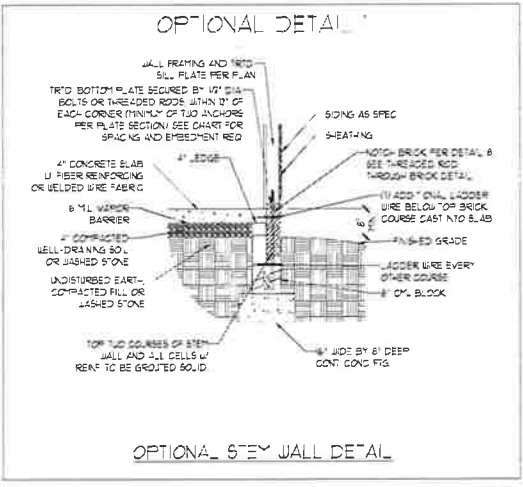 OPTIONAL DETAIL
WALL FRAMING AND TRTD
SILL PLATE PER PLAN
TRTD BOTTOM PLATE SECURED BY 1/2" DIA
BOLTS OR THREADED RODS WITHIN 12" OF
EACH CORNER (MINIMUM OF TWO ANCHORS
PER PLATE SECTION) SEE CHART FOR
SPACING AND EMBEDMENT REQ
4" LEDGE
4" CONCRETE SLAB
W/ FIBER REINFORCING
OR WELDED WIRE FABRIC
6 MIL VAPOR
BARRIER
4" COMPACTED
WELL-DRAINING SOIL
OR WASHED STONE
UNDISTURBED EARTH,
COMPACTED FILL OR
WASHED STONE
TOP TWO COURSES OF STEM
WALL AND ALL CELLS W/
REINF TO BE GROUTED SOLID.
SIDING AS SPEC
SHEATHING
NOTCH BRICK PER DETAIL 8
SEE THREADED ROD
THROUGH BRICK DETAIL
(1) ADDITIONAL LADDER
WIRE BELOW TOP BRICK
COURSE CAST INTO SLAB
FINISHED GRADE
LADDER WIRE EVERY
OTHER COURSE
8" CMU BLOCK
16" WIDE BY 8" DEEP
CONT CONC FTG
OPTIONAL STEM WALL DETAIL